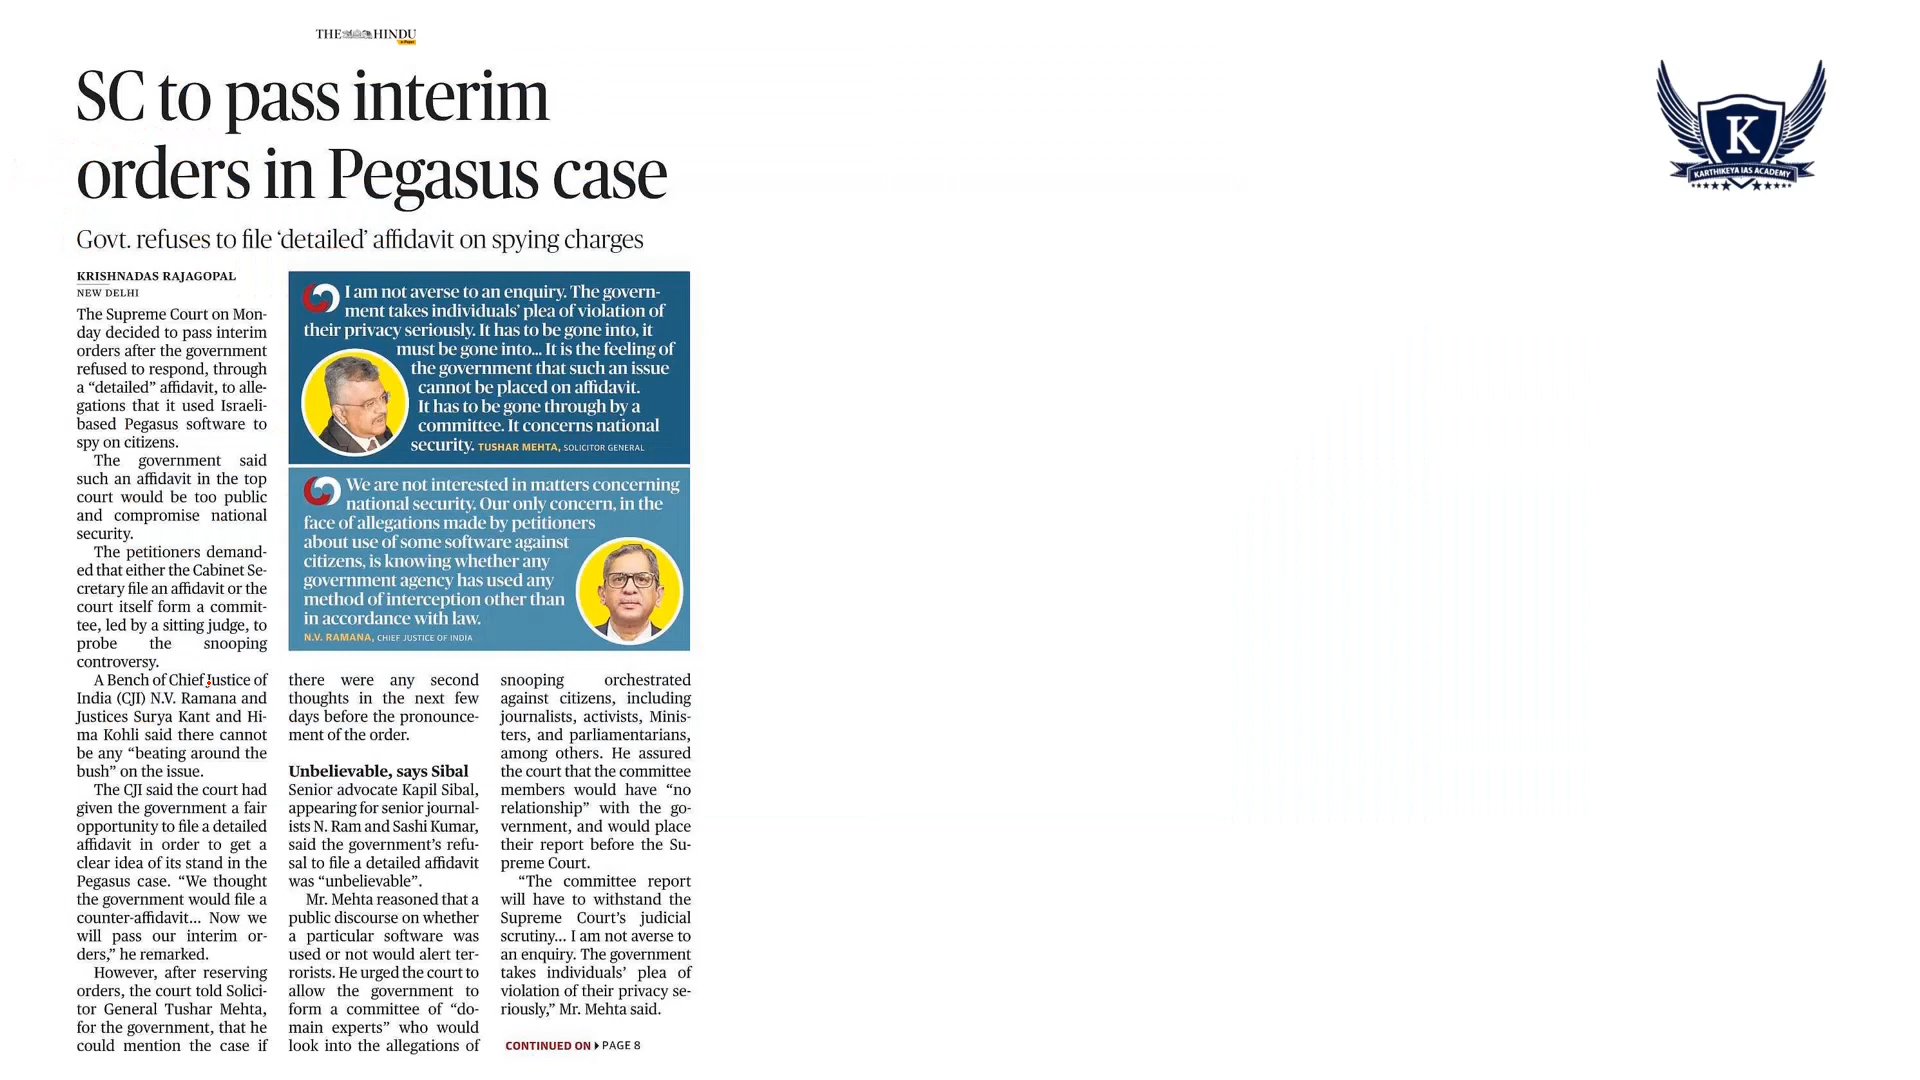 THE HINDU
e-Paper
SC to pass interim
orders in Pegasus case
Govt. refuses to file ‘detailed’ affidavit on spying charges
KRISHNADAS RAJAGOPAL
NEW DELHI
The Supreme Court on Mon-
day decided to pass interim
orders after the government
refused to respond, through
a “detailed” affidavit, to alle-
gations that it used Israeli-
based Pegasus software to
spy on citizens.
The government said
such an affidavit in the top
court would be too public
and compromise national
security.
The petitioners demand-
ed that either the Cabinet Se-
cretary file an affidavit or the
court itself form a commit-
tee, led by a sitting judge, to
probe the snooping
controversy.
A Bench of Chief Justice of
India (CJI) N.V. Ramana and
Justices Surya Kant and Hi-
ma Kohli said there cannot
be any “beating around the
bush” on the issue.
The CJI said the court had
given the government a fair
opportunity to file a detailed
affidavit in order to get a
clear idea of its stand in the
Pegasus case. “We thought
the government would file a
counter-affidavit... Now we
will pass our interim or-
ders,” he remarked.
However, after reserving
orders, the court told Solici-
tor General Tushar Mehta,
for the government, that he
could mention the case if
I am not averse to an enquiry. The govern-
ment takes individuals’ plea of violation of
their privacy seriously. It has to be gone into, it
must be gone into... It is the feeling of
the government that such an issue
cannot be placed on affidavit.
It has to be gone through by a
committee. It concerns national
security. TUSHAR MEHTA, SOLICITOR GENERAL
We are not interested in matters concerning
national security. Our only concern, in the
face of allegations made by petitioners
about use of some software against
citizens, is knowing whether any
government agency has used any
method of interception other than
in accordance with law.
N.V. RAMANA, CHIEF JUSTICE OF INDIA
there were any second
thoughts in the next few
days before the pronounce-
ment of the order.
Unbelievable, says Sibal
Senior advocate Kapil Sibal,
appearing for senior journal-
ists N. Ram and Sashi Kumar,
said the government’s refu-
sal to file a detailed affidavit
was “unbelievable”.
Mr. Mehta reasoned that a
public discourse on whether
a particular software was
used or not would alert ter-
rorists. He urged the court to
allow the government to
form a committee of “do-
main experts” who would
look into the allegations of
snooping orchestrated
against citizens, including
journalists, activists, Minis-
ters, and parliamentarians,
among others. He assured
the court that the committee
members would have “no
relationship” with the go-
vernment, and would place
their report before the Su-
preme Court.
“The committee report
will have to withstand the
Supreme Court’s judicial
scrutiny... I am not averse to
an enquiry. The government
takes individuals’ plea of
violation of their privacy se-
riously,” Mr. Mehta said.
CONTINUED ON PAGE 8
K
KARTHIKEYA IAS ACADEMY